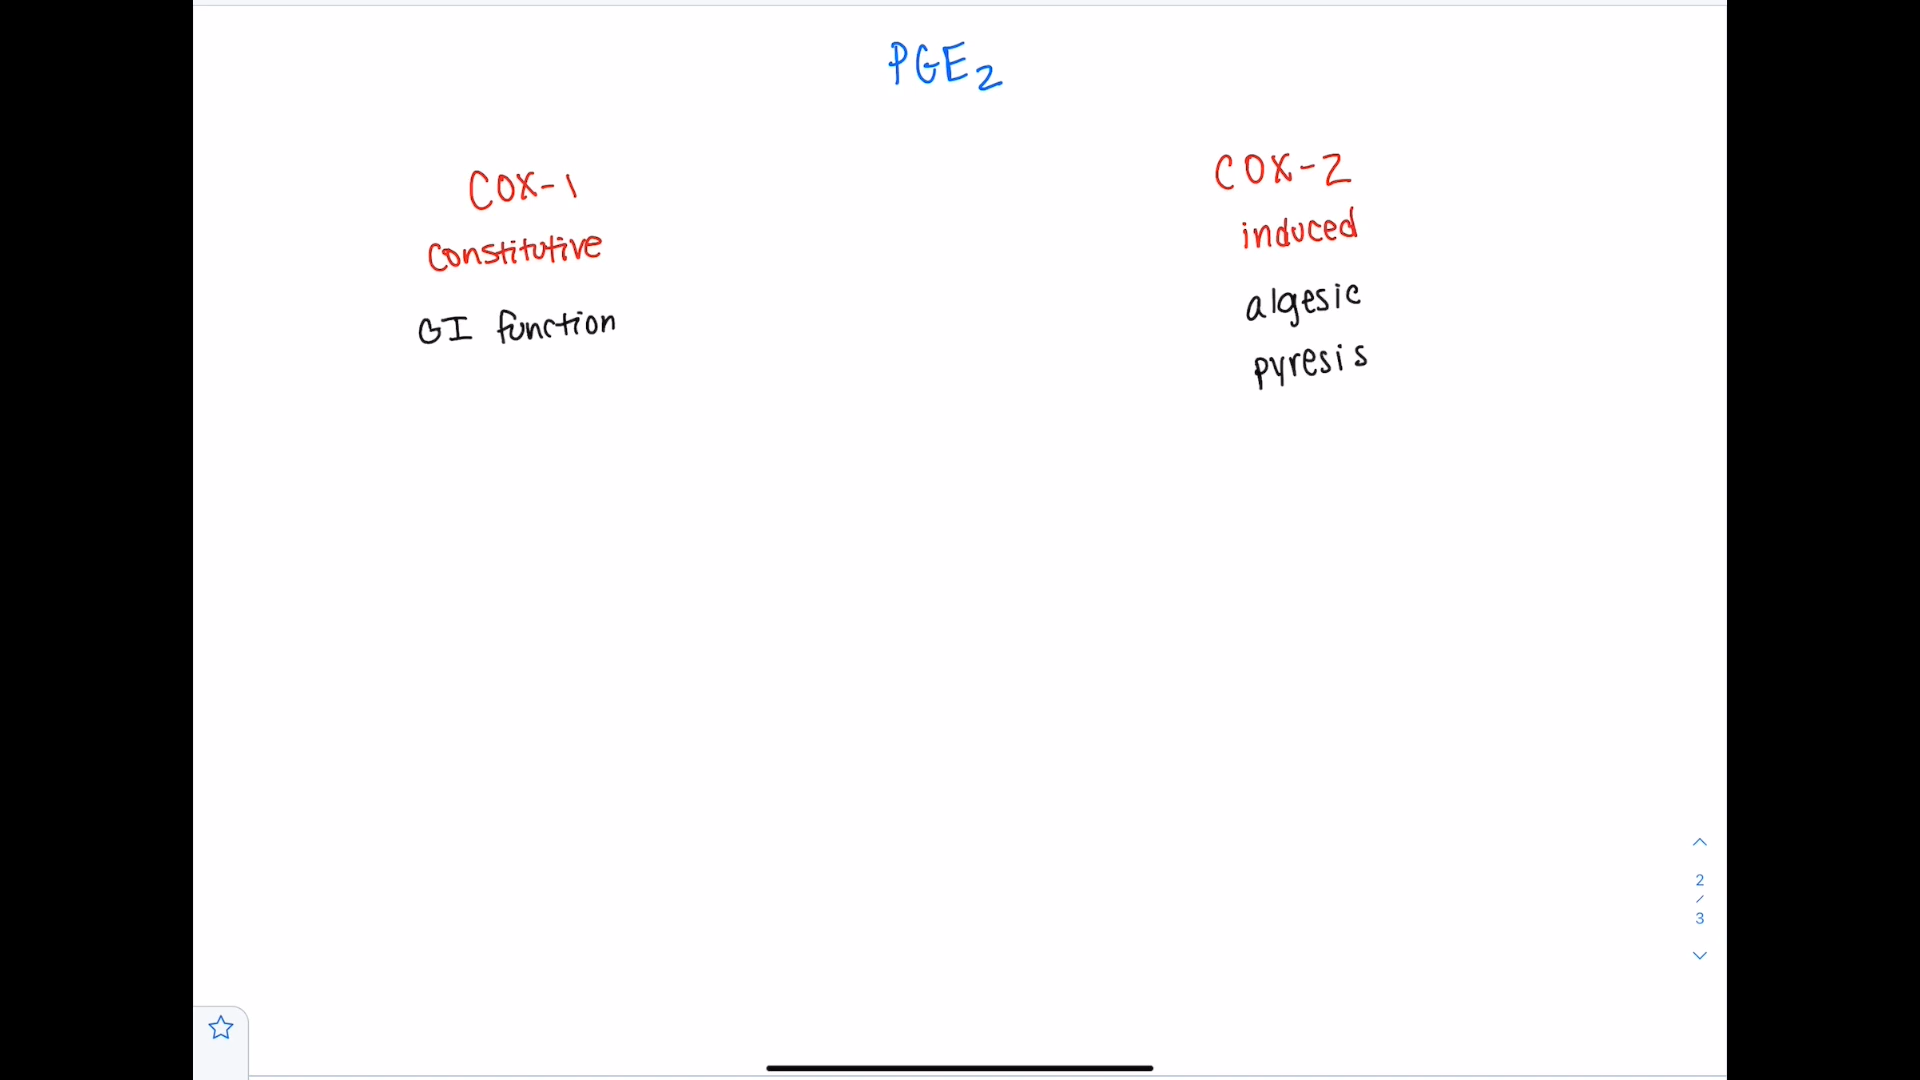 PGE2
COX-1
constitutive
GI function
COX-2
induced
algesic
pyresis
2
/
3